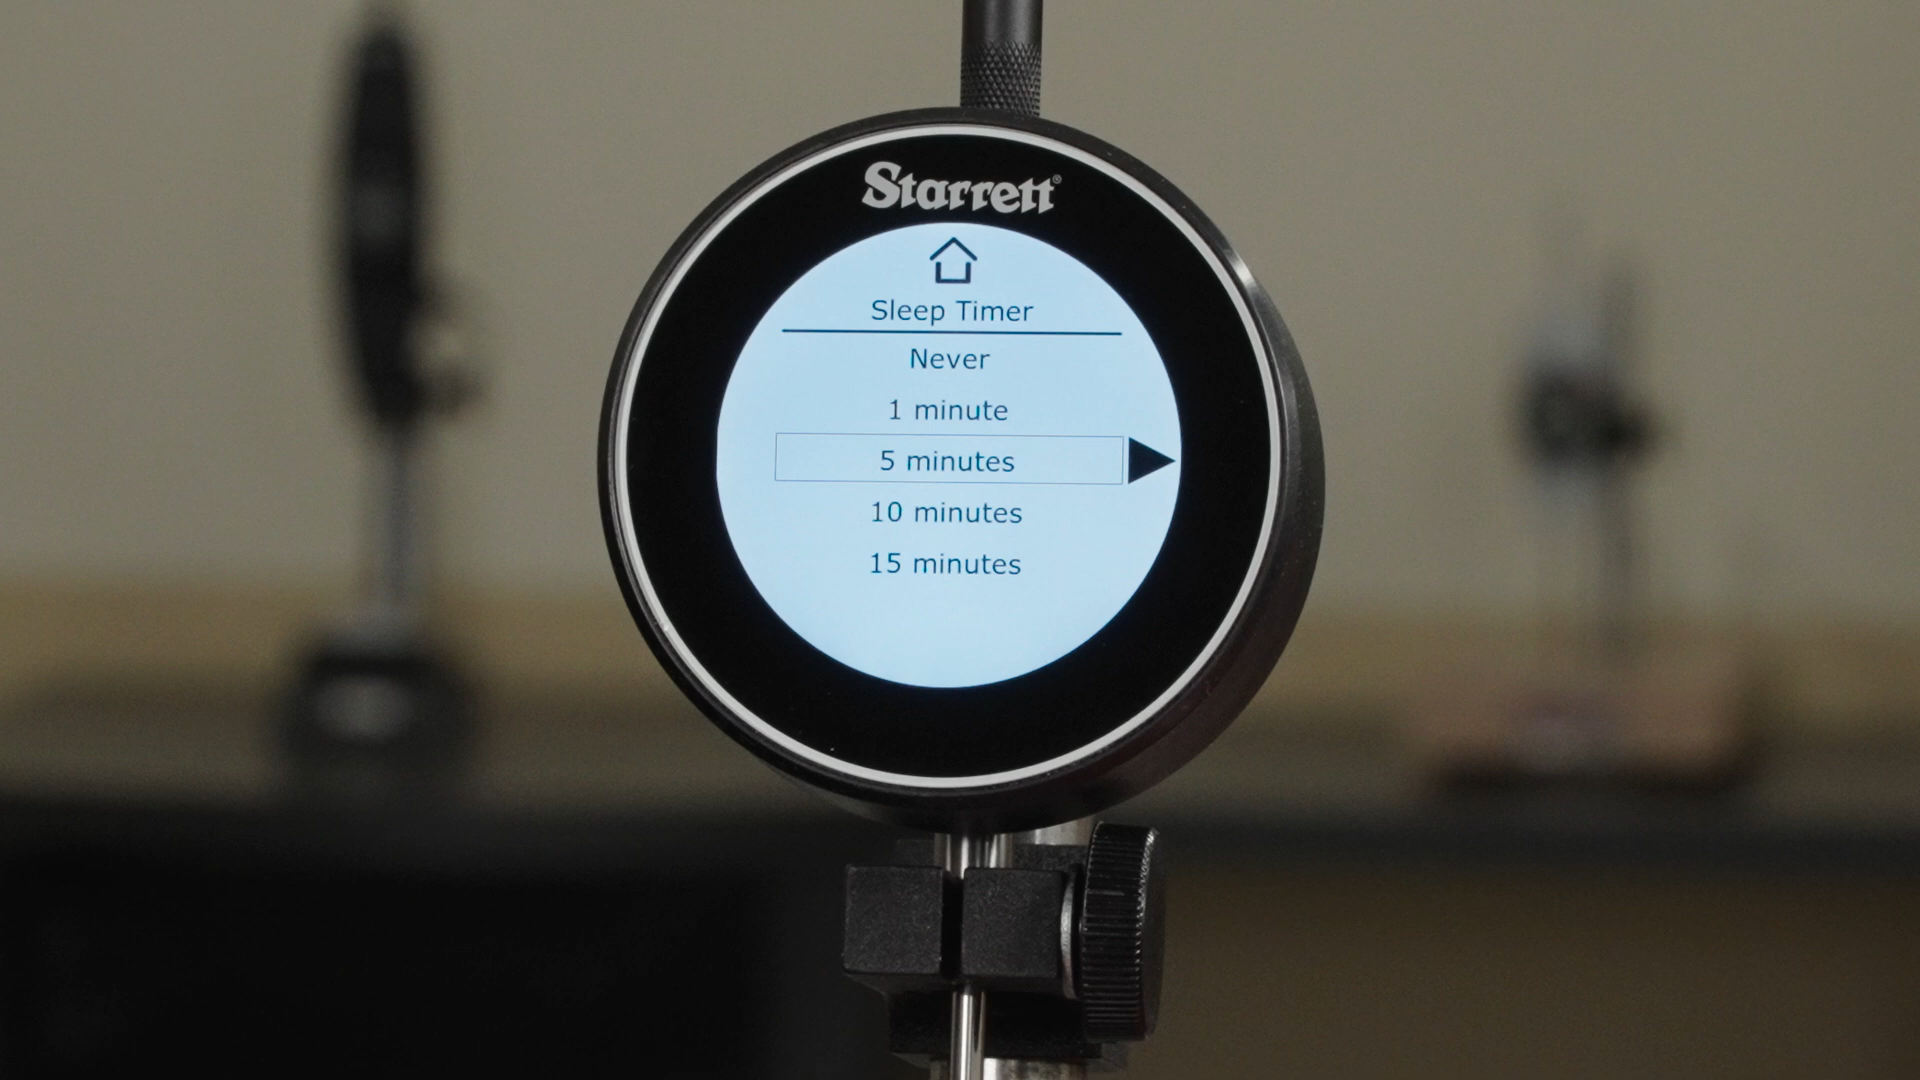 Starrett®
Sleep Timer
Never
1 minute
5 minutes
10 minutes
15 minutes